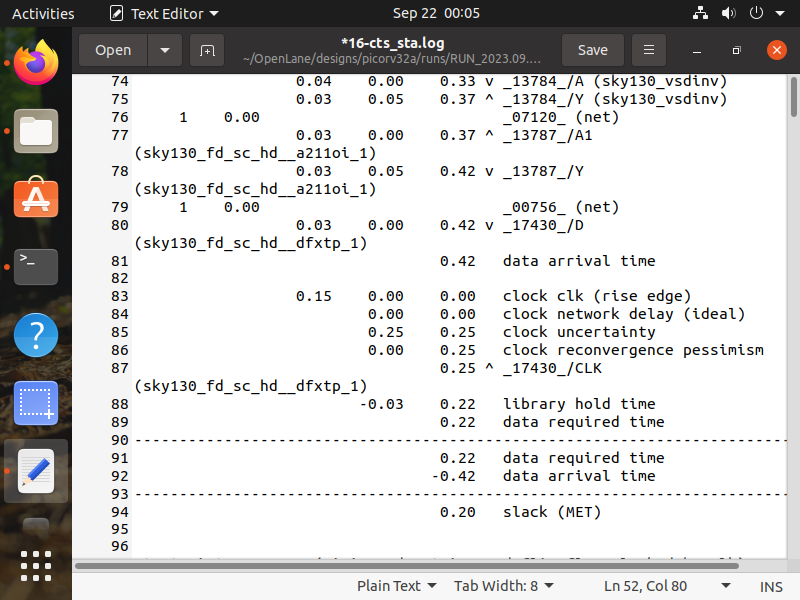 Activities Text Editor Sep 22 00:05
Open *16-cts_sta.log Save
~/OpenLane/designs/picorv32a/runs/RUN_2023.09....
74 0.04 0.00 0.33 v _13784_/A (sky130_vsdinv)
75 0.03 0.05 0.37 ^ _13784_/Y (sky130_vsdinv)
76 1 0.00 _07120_ (net)
77 0.03 0.00 0.37 ^ _13787_/A1
(sky130_fd_sc_hd__a211oi_1)
78 0.03 0.05 0.42 v _13787_/Y
(sky130_fd_sc_hd__a211oi_1)
79 1 0.00 _00756_ (net)
80 0.03 0.00 0.42 v _17430_/D
(sky130_fd_sc_hd__dfxtp_1)
81 0.42 data arrival time
82
83 0.15 0.00 0.00 clock clk (rise edge)
84 0.00 0.00 clock network delay (ideal)
85 0.25 0.25 clock uncertainty
86 0.00 0.25 clock reconvergence pessimism
87 0.25 ^ _17430_/CLK
(sky130_fd_sc_hd__dfxtp_1)
88 -0.03 0.22 library hold time
89 0.22 data required time
90 -------------------------------------------------------------------------
91 0.22 data required time
92 -0.42 data arrival time
93 -------------------------------------------------------------------------
94 0.20 slack (MET)
95
96
Plain Text Tab Width: 8 Ln 52, Col 80 INS